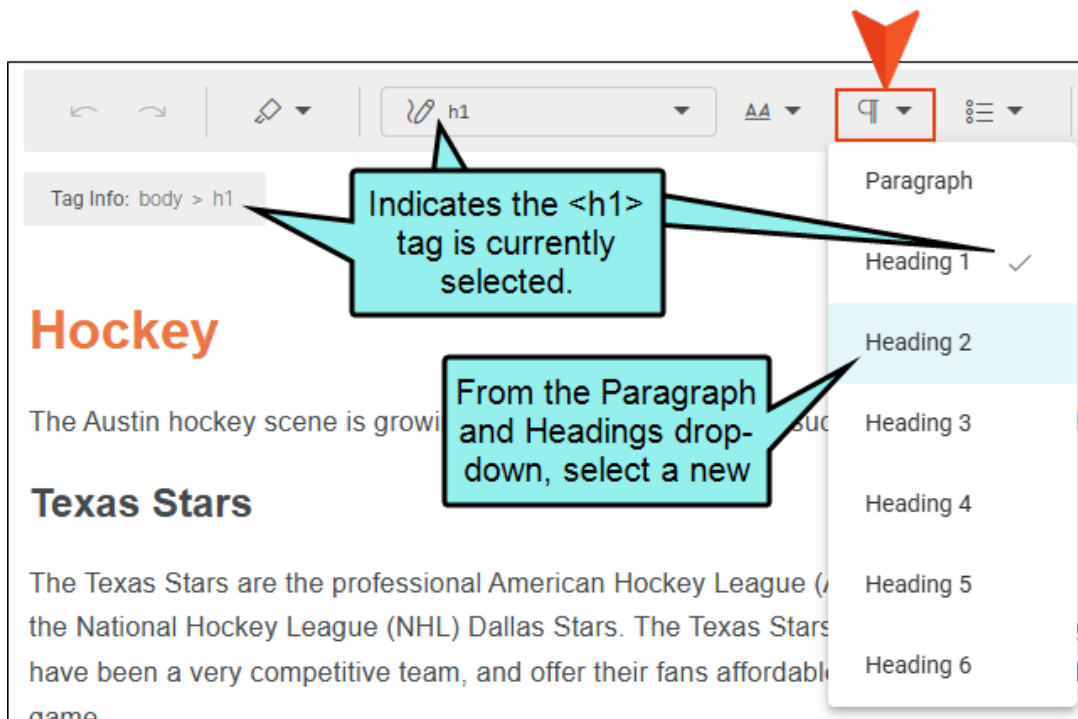 h1
Tag Info: body > h1
Indicates the <h1>
tag is currently
selected.
Paragraph
Heading 1
Heading 2
Heading 3
Heading 4
Heading 5
Heading 6
From the Paragraph
and Headings drop-
down, select a new
Hockey
The Austin hockey scene is
Texas Stars
The Texas Stars are the professional American Hockey League
the National Hockey League (NHL) Dallas Stars. The Texas Stars
have been a very competitive team, and offer their fans
game